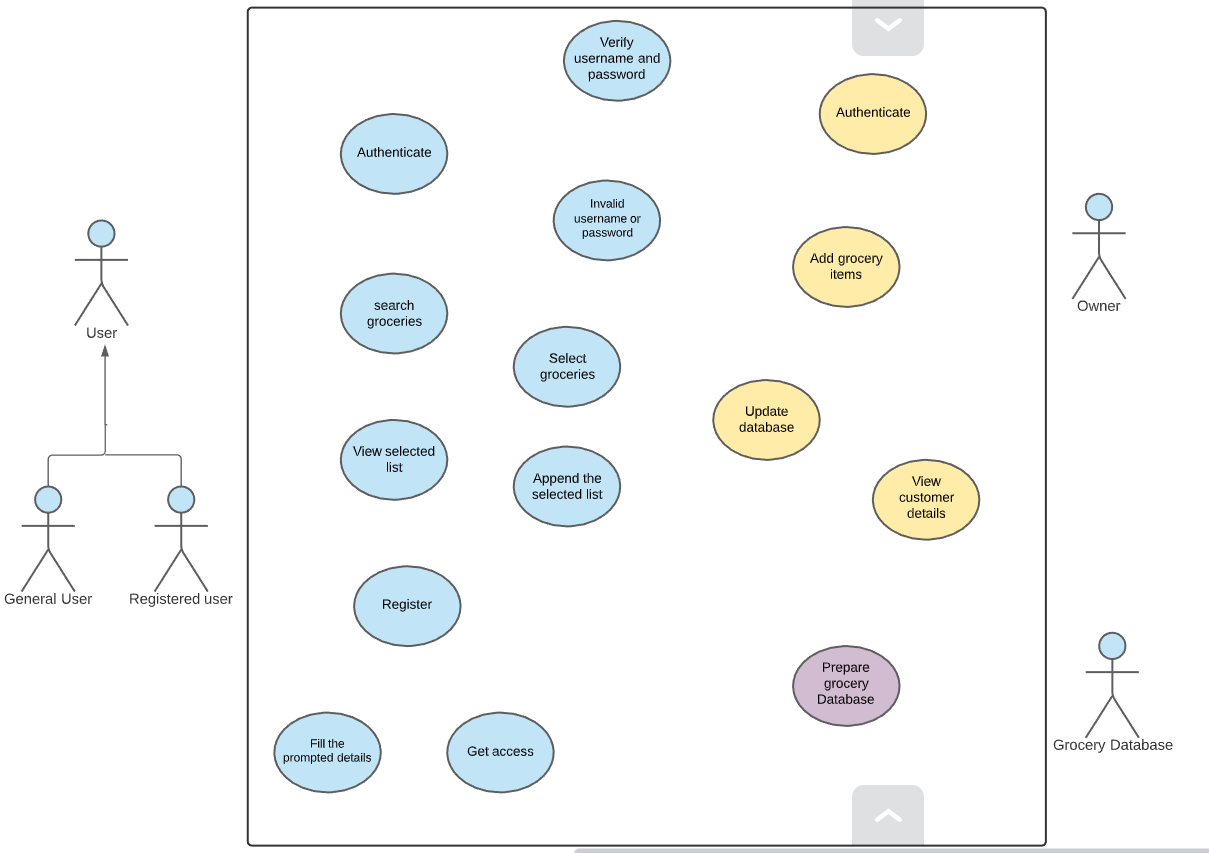 Verify
username and
password
Authenticate
Authenticate
Invalid
username or
password
Add grocery
items
User
Owner
search
groceries
Select
groceries
Update
database
View selected
list
Append the
selected list
View
customer
details
General User
Registered user
Register
Prepare
grocery
Database
Grocery Database
Fill the
prompted details
Get access